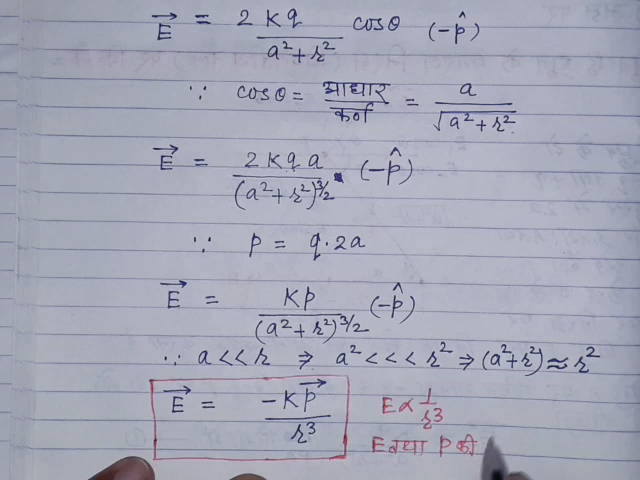 E⃗ = 2Kq/(a²+r²) cosθ (-p̂)
∵ cosθ = आधार/कर्ण = a/√(a²+r²)
E⃗ = 2Kqa/(a²+r²)^3/2 (-p̂)
∵ p = q·2a
E⃗ = Kp/(a²+r²)^3/2 (-p̂)
∵ a<<r ⇒ a²<<<r² ⇒ (a²+r²)≈r²
E⃗ = -Kp⃗/r³
E∝1/r³
E तथा P की